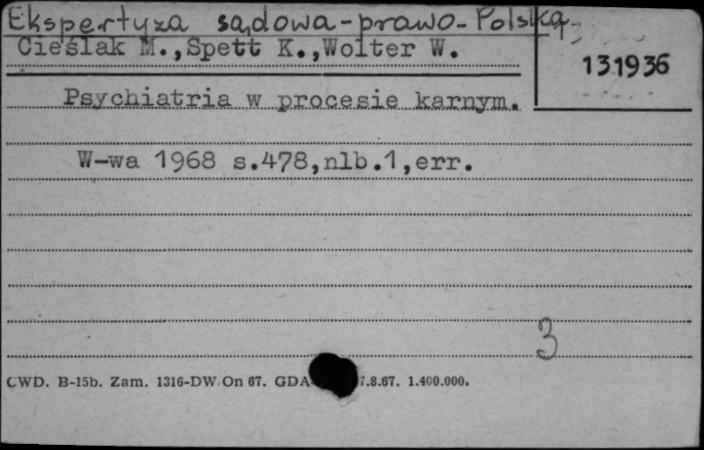 Ekspertyza sądowa-prawo-Polska
Cieślak M.,Spett K.,Wolter W.
131936
Psychiatria w procesie karnym.
W-wa 1968 s.478,nlb.1,err.
3
CWD. B-15b. Zam. 1316-DW/On 67. GDA 7.8.67. 1.400.000.